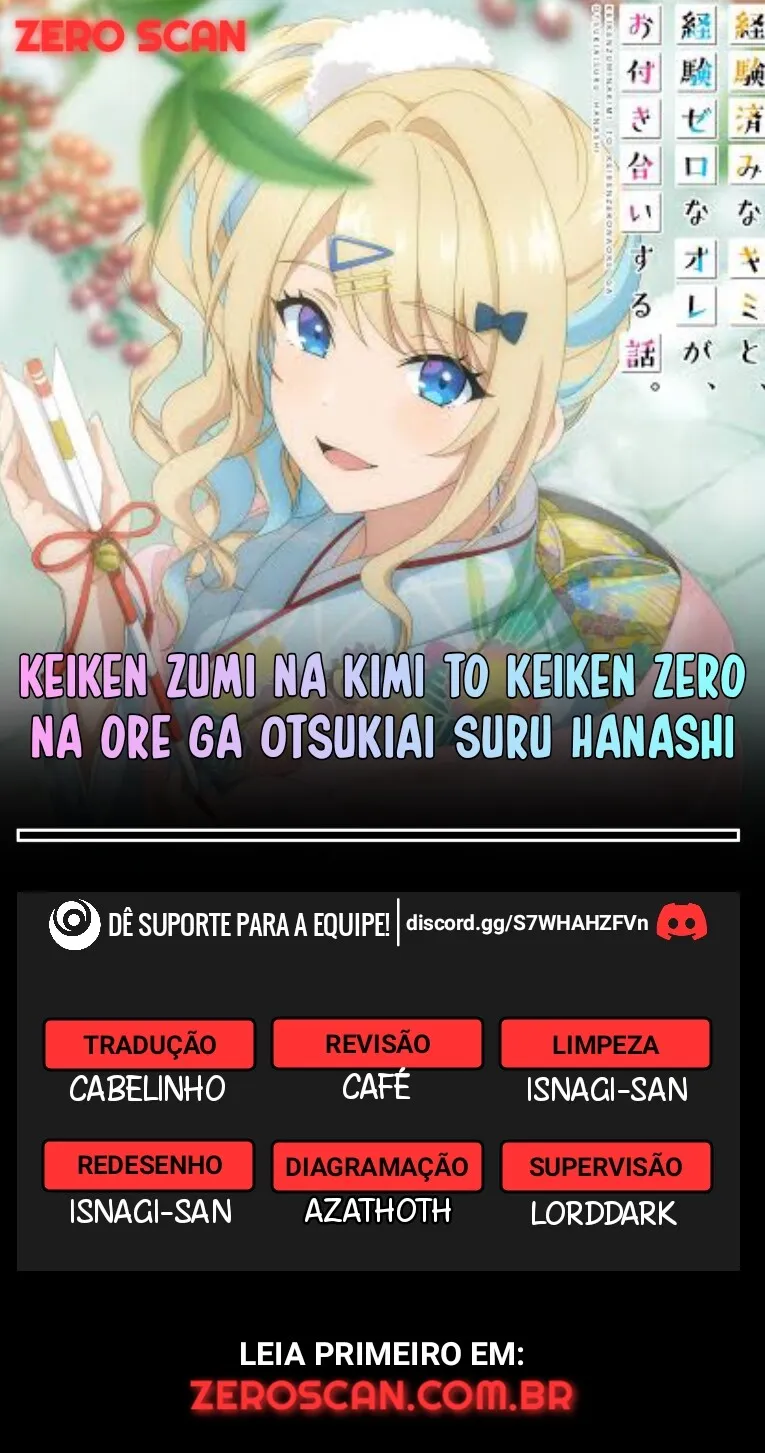 ZERO SCAN
経験済みなキミと、
経験ゼロなオレが、
お付き合いする話。
KEIKEN ZUMI NA KIMI TO KEIKEN ZERO
NA ORE GA OTSUKIAI SURU HANASHI
DÊ SUPORTE PARA A EQUIPE!
discord.gg/S7WHAHZFVn
TRADUÇÃO REVISÃO LIMPEZA
CABELINHO CAFÉ ISNAGI-SAN
REDESENHO DIAGRAMAÇÃO SUPERVISÃO
ISNAGI-SAN AZATHOTH LORDDARK
LEIA PRIMEIRO EM:
ZEROSCAN.COM.BR